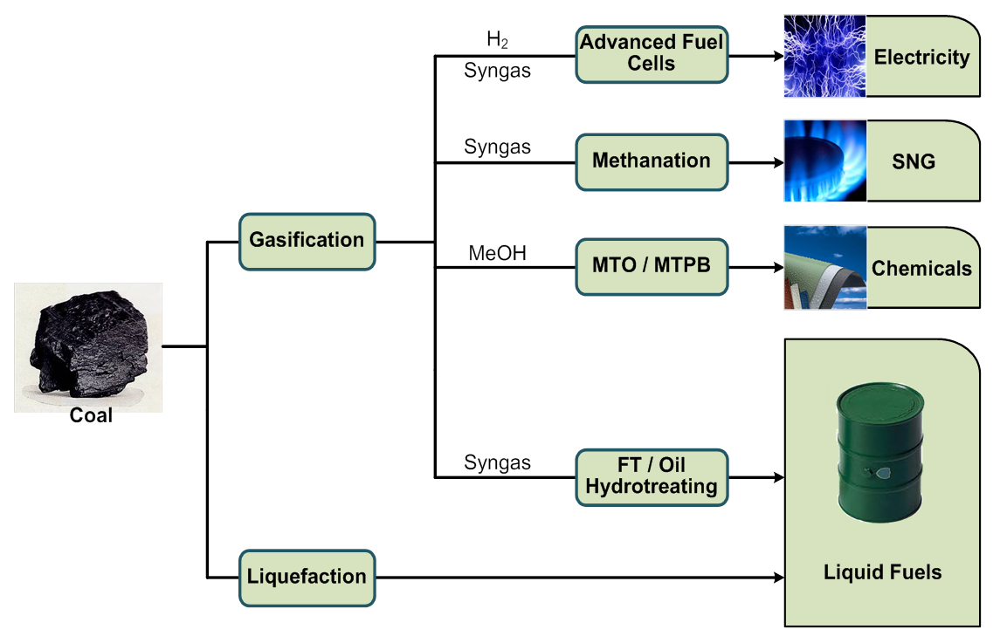 H₂
Syngas
Advanced Fuel
Cells
Electricity
Syngas
Methanation
SNG
Gasification
MeOH
MTO / MTPB
Chemicals
Coal
Syngas
FT / Oil
Hydrotreating
Liquefaction
Liquid Fuels